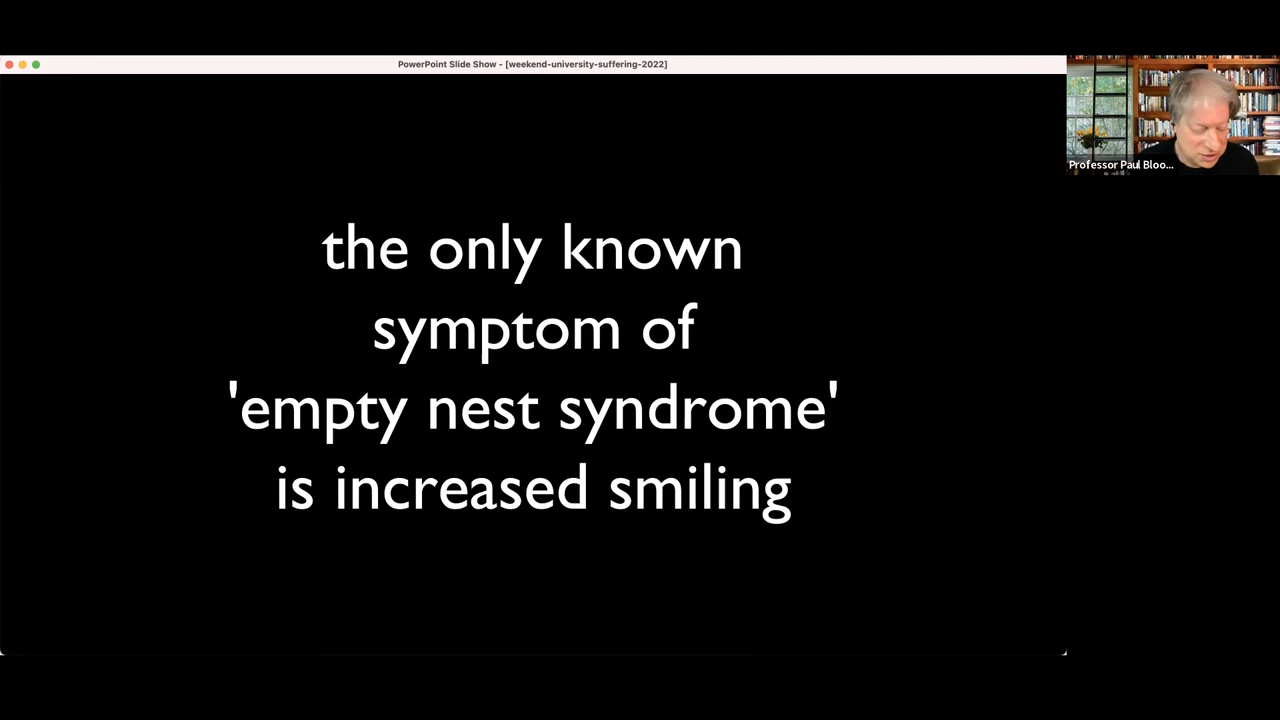 PowerPoint Slide Show - [weekend-university-suffering-2022]
Professor Paul Bloo...
the only known
symptom of
'empty nest syndrome'
is increased smiling